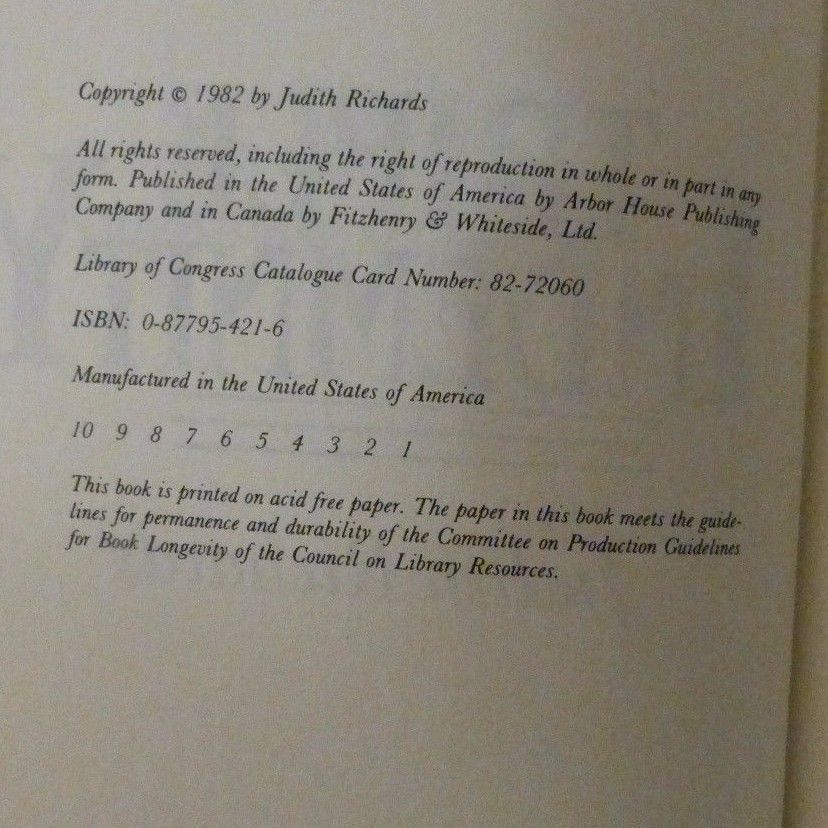 Copyright © 1982 by Judith Richards
All rights reserved, including the right of reproduction in whole or in part in any
form. Published in the United States of America by Arbor House Publishing
Company and in Canada by Fitzhenry & Whiteside, Ltd.
Library of Congress Catalogue Card Number: 82-72060
ISBN: 0-87795-421-6
Manufactured in the United States of America
10 9 8 7 6 5 4 3 2 1
This book is printed on acid free paper. The paper in this book meets the guide-
lines for permanence and durability of the Committee on Production Guidelines
for Book Longevity of the Council on Library Resources.